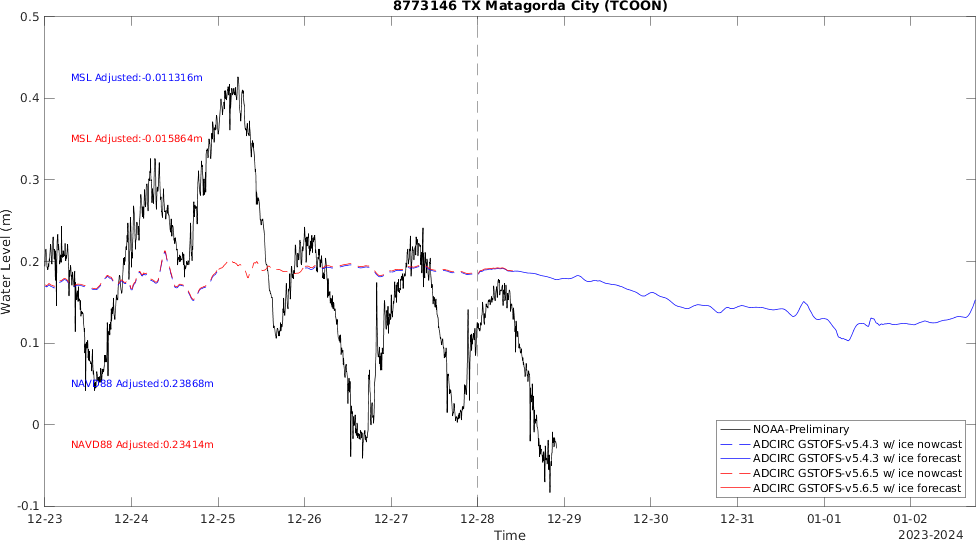 8773146 TX Matagorda City (TCOON)
0.5
0.4
0.3
0.2
0.1
0
-0.1
Water Level (m)
MSL Adjusted:-0.011316m
MSL Adjusted:-0.015864m
NAVD88 Adjusted:0.23868m
NAVD88 Adjusted:0.23414m
NOAA-Preliminary
ADCIRC GSTOFS-v5.4.3 w/ ice nowcast
ADCIRC GSTOFS-v5.4.3 w/ ice forecast
ADCIRC GSTOFS-v5.6.5 w/ ice nowcast
ADCIRC GSTOFS-v5.6.5 w/ ice forecast
12-23 12-24 12-25 12-26 12-27 12-28 12-29 12-30 12-31 01-01 01-02
Time
2023-2024